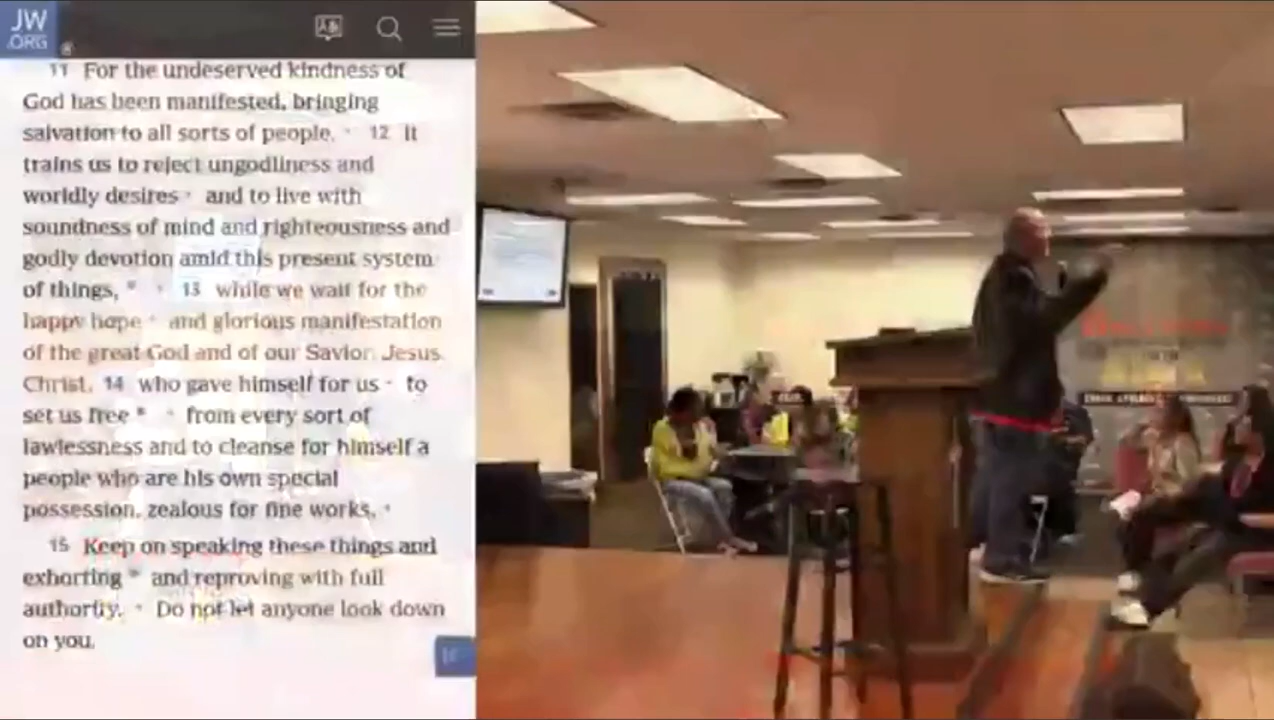 JW
.ORG
11 For the undeserved kindness of
God has been manifested, bringing
salvation to all sorts of people. 12 It
trains us to reject ungodliness and
worldly desires and to live with
soundness of mind and righteousness and
godly devotion amid this present system
of things,* 13 while we wait for the
happy hope and glorious manifestation
of the great God and of our Savior, Jesus
Christ, 14 who gave himself for us to
set us free* from every sort of
lawlessness and to cleanse for himself a
people who are his own special
possession, zealous for fine works.
15 Keep on speaking these things and
exhorting* and reproving with full
authority. Do not let anyone look down
on you.